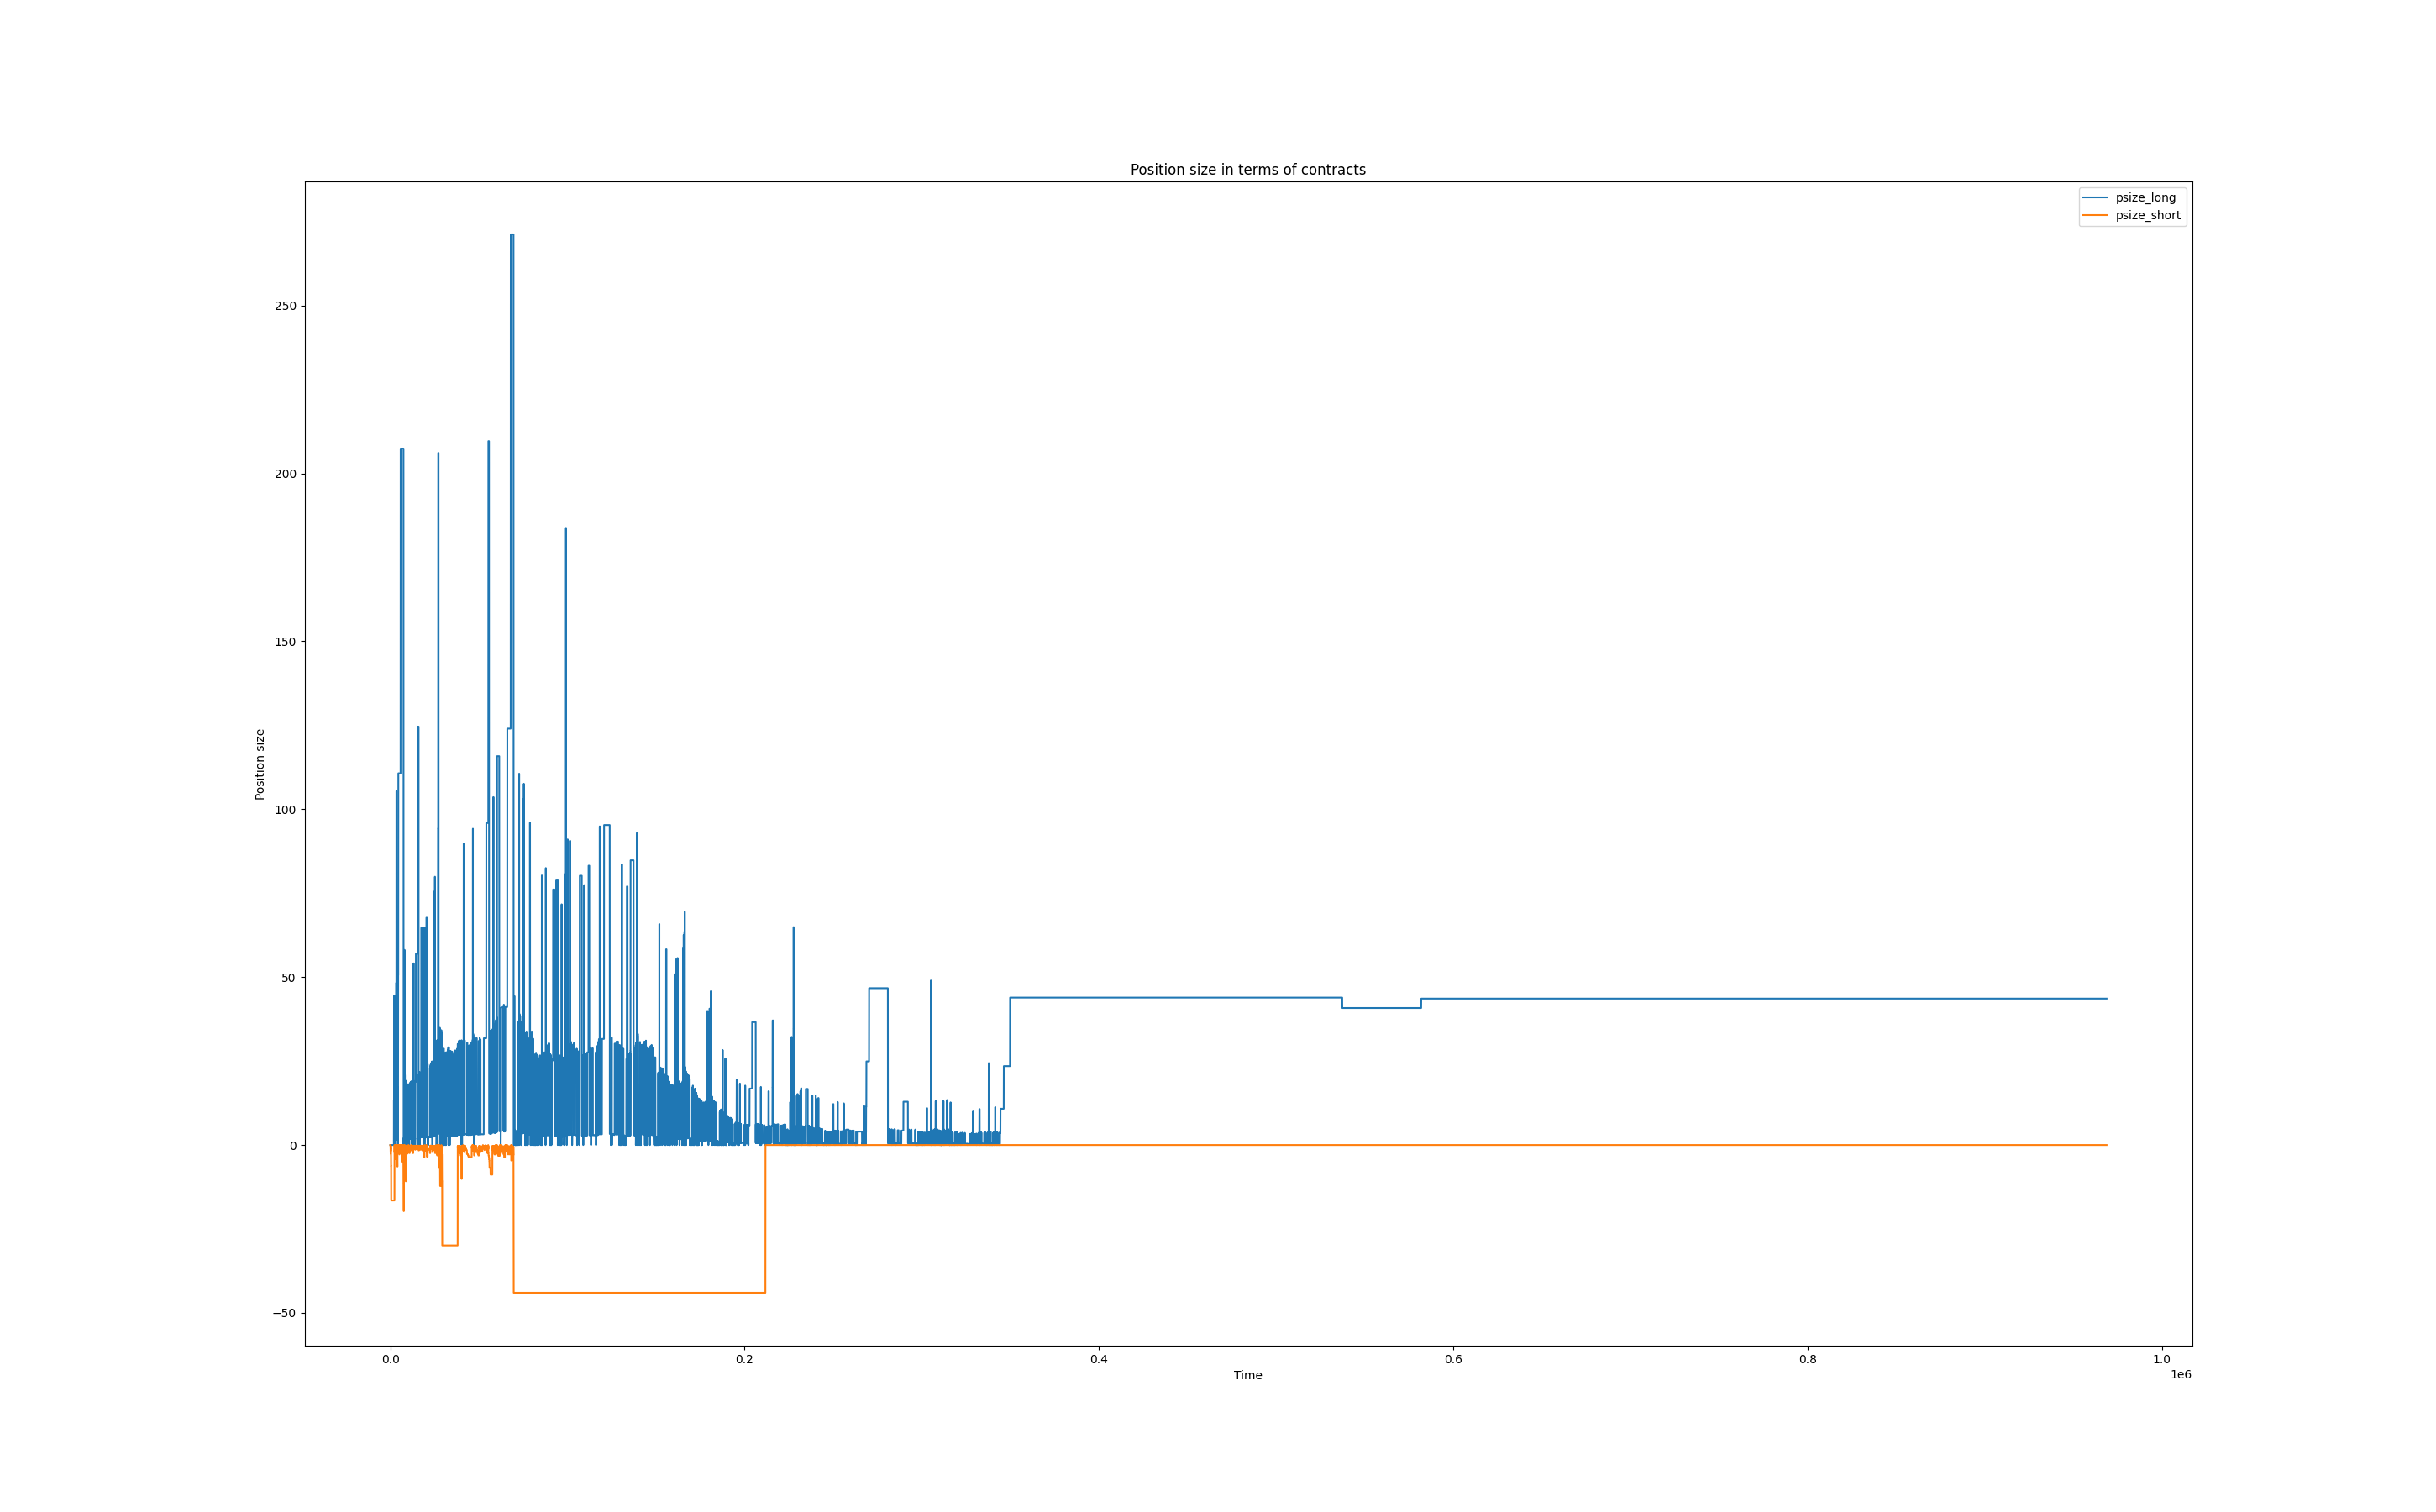 Position size in terms of contracts
psize_long
psize_short
250
200
150
100
50
0
−50
Position size
0.0
0.2
0.4
0.6
0.8
1.0
Time
1e6